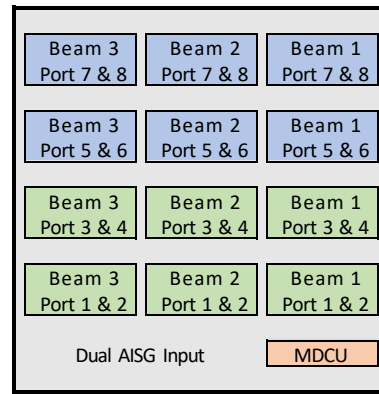 Beam 3 Beam 2 Beam 1
Port 7 & 8 Port 7 & 8 Port 7 & 8
Beam 3 Beam 2 Beam 1
Port 5 & 6 Port 5 & 6 Port 5 & 6
Beam 3 Beam 2 Beam 1
Port 3 & 4 Port 3 & 4 Port 3 & 4
Beam 3 Beam 2 Beam 1
Port 1 & 2 Port 1 & 2 Port 1 & 2
Dual AISG Input MDCU